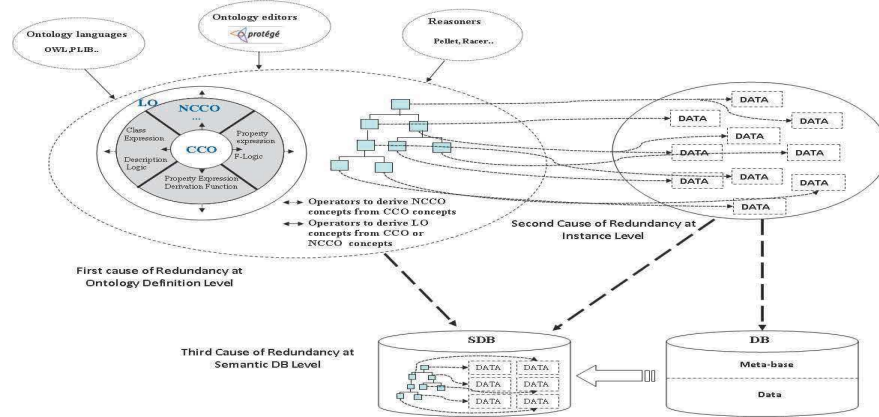 Ontology languages
OWL,PLIB..
Ontology editors
protégé
Reasoners
Pellet, Racer..
LO
NCCO
...
Class
Expression
Property
expression
CCO
Description
Logic
F-Logic
Property Expression
Derivation Function
Operators to derive NCCO
concepts from CCO concepts
Operators to derive LO
concepts from CCO or
NCCO concepts
DATA
DATA
DATA
DATA
DATA
DATA
DATA
DATA
DATA
DATA
First cause of Redundancy at
Ontology Definition Level
Second Cause of Redundancy at
Instance Level
Third Cause of Redundancy at
Semantic DB Level
SDB
DATA DATA
DATA DATA
DATA DATA
DB
Meta-base
Data